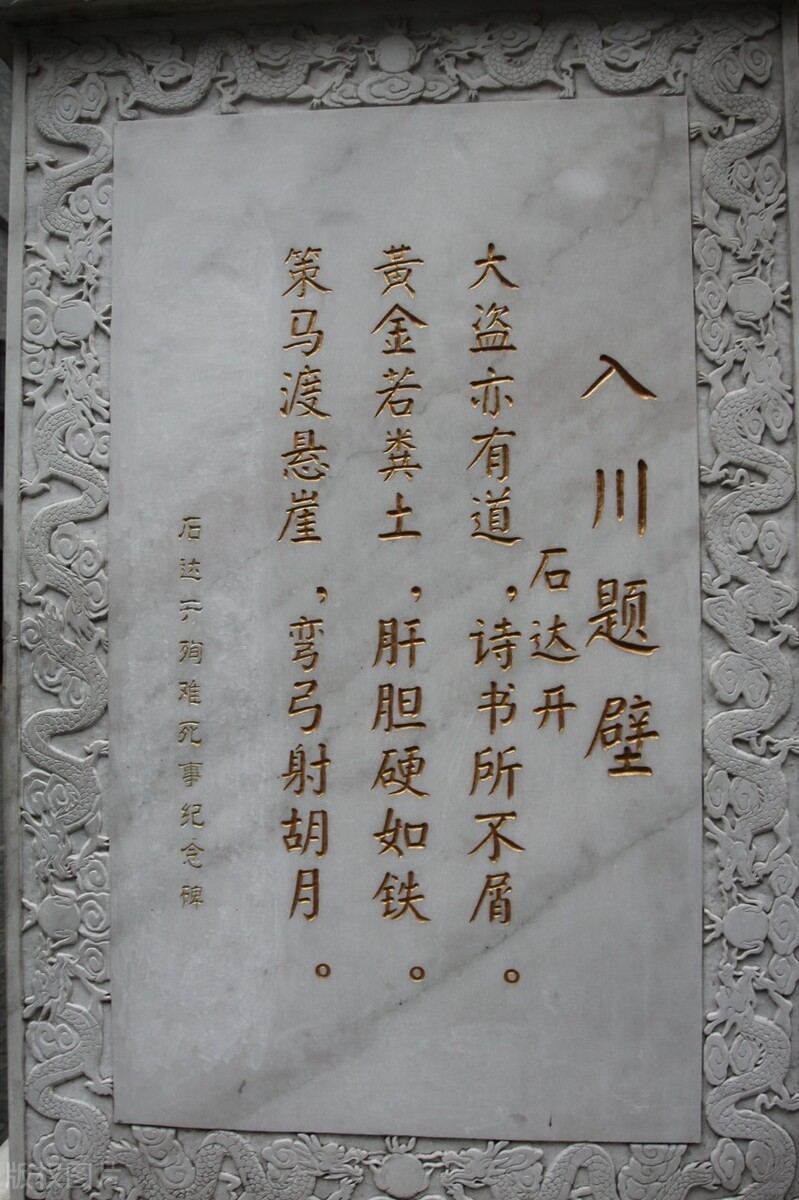 入川题壁
石达开
大盗亦有道，诗书所不屑。
黄金若粪土，肝胆硬如铁。
策马渡悬崖，弯弓射胡月。
石达开殉难死事纪念碑